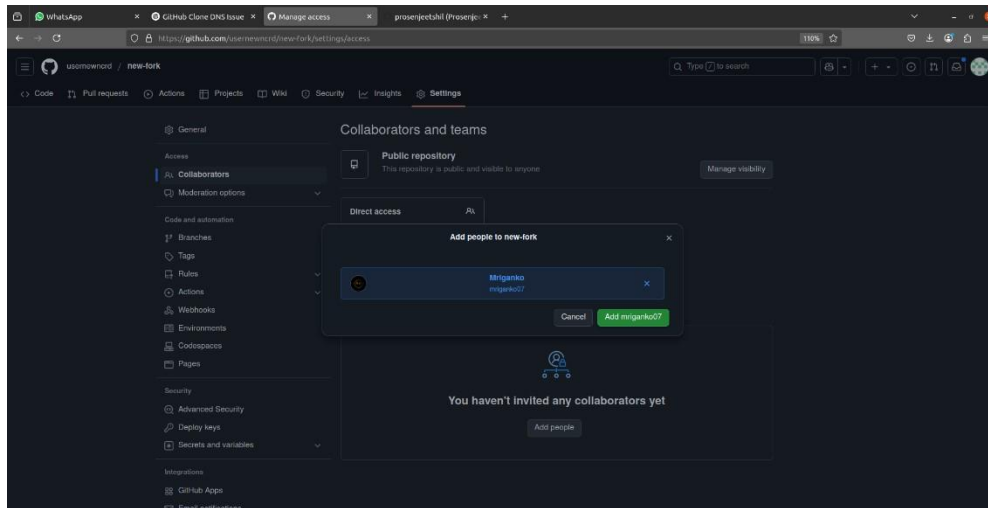 WhatsApp
GitHub Clone DNS Issue
Manage access
prosenjeetshil (Prosenje
https://github.com/usernewncrd/new-fork/settings/access
110%
usernewncrd / new-fork
Type / to search
Code
Pull requests
Actions
Projects
Wiki
Security
Insights
Settings
General
Access
Collaborators
Moderation options
Code and automation
Branches
Tags
Rules
Actions
Webhooks
Environments
Codespaces
Pages
Security
Advanced Security
Deploy keys
Secrets and variables
Integrations
GitHub Apps
Email notifications
Collaborators and teams
Public repository
This repository is public and visible to anyone
Manage visibility
Direct access
Add people to new-fork
Mriganko
mriganko07
Cancel
Add mriganko07
You haven't invited any collaborators yet
Add people